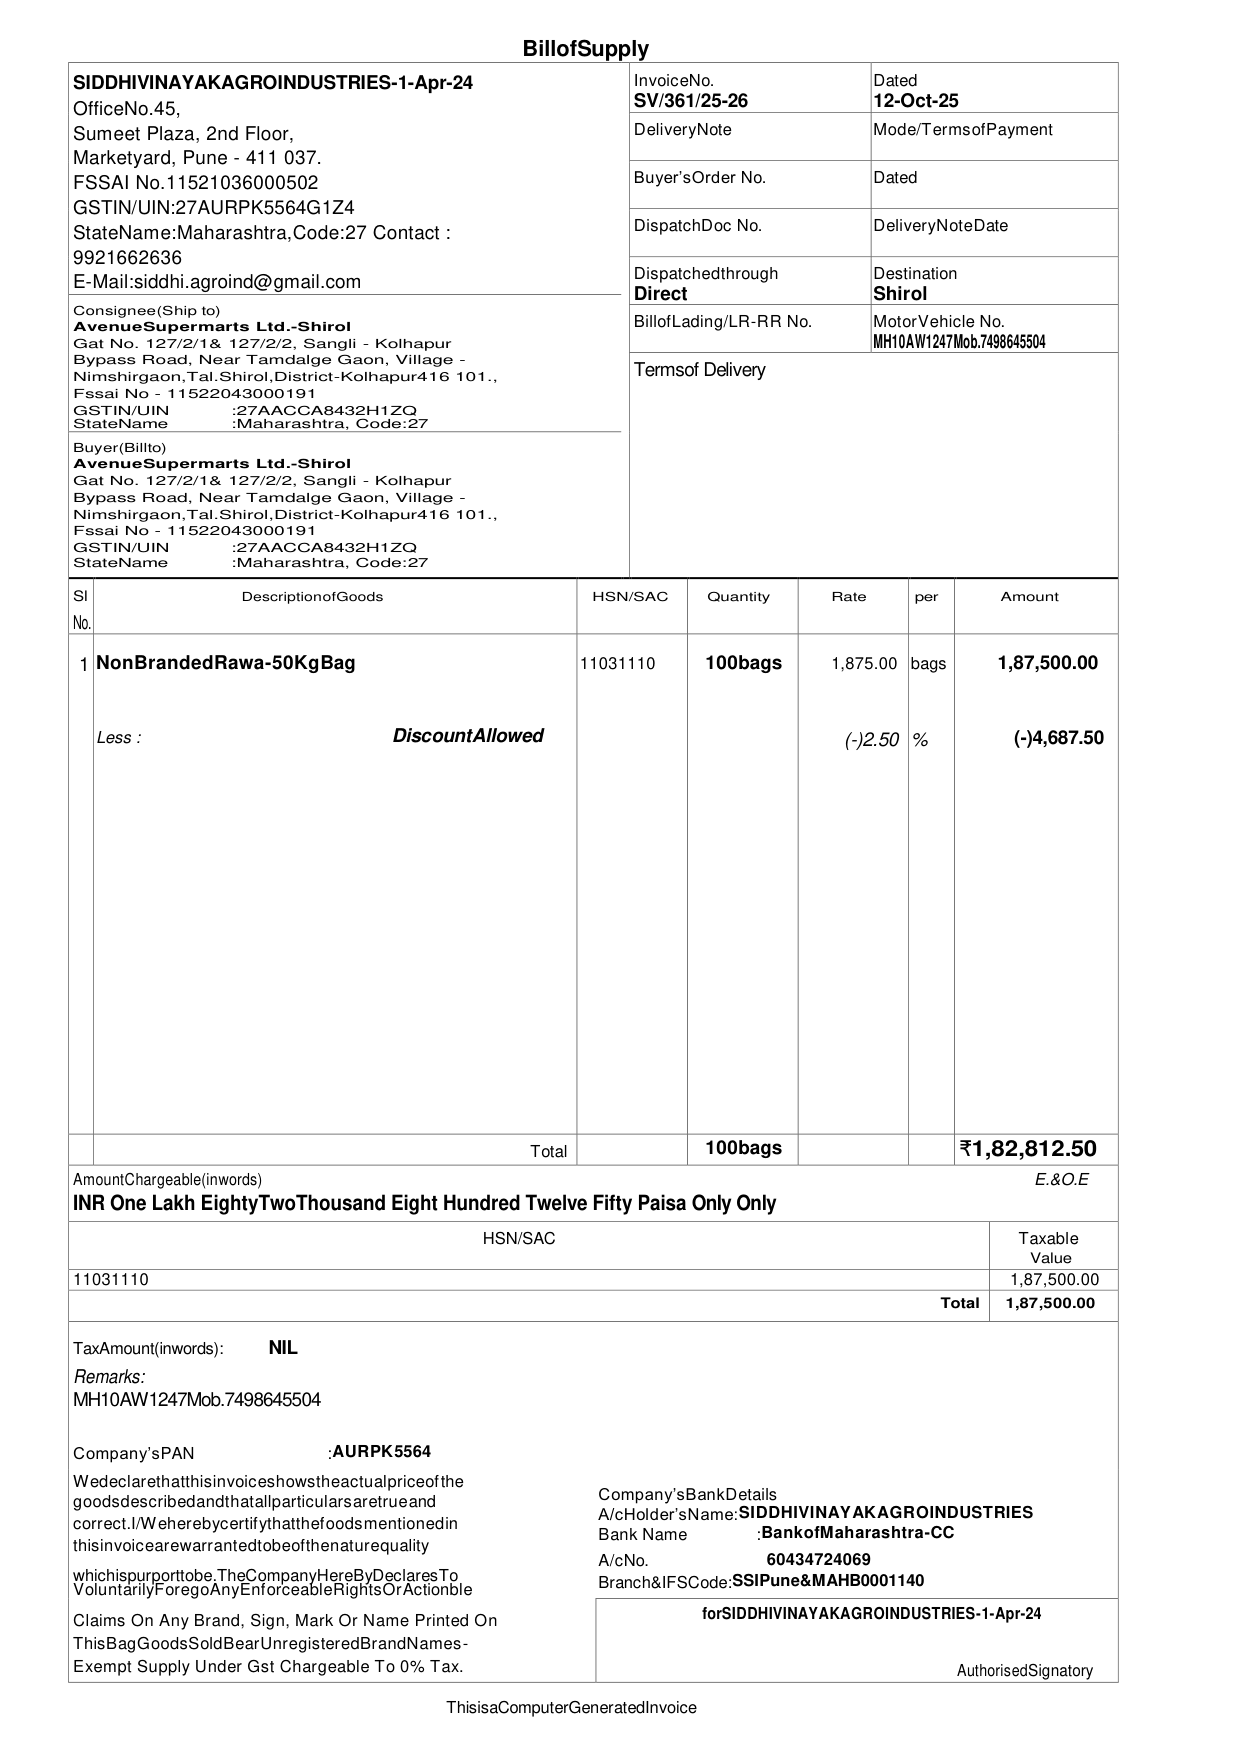 BillofSupply
SIDDHIVINAYAKAGROINDUSTRIES-1-Apr-24
OfficeNo.45,
Sumeet Plaza, 2nd Floor,
Marketyard, Pune - 411 037.
FSSAI No.11521036000502
GSTIN/UIN:27AURPK5564G1Z4
StateName:Maharashtra,Code:27 Contact :
9921662636
E-Mail:siddhi.agroind@gmail.com
InvoiceNo.
SV/361/25-26
Dated
12-Oct-25
DeliveryNote
Mode/TermsofPayment
Buyer'sOrder No.
Dated
DispatchDoc No.
DeliveryNoteDate
Dispatchedthrough
Direct
Destination
Shirol
BillofLading/LR-RR No.
MotorVehicle No.
MH10AW1247Mob.7498645504
Termsof Delivery
Consignee(Ship to)
AvenueSupermarts Ltd.-Shirol
Gat No. 127/2/1& 127/2/2, Sangli - Kolhapur
Bypass Road, Near Tamdalge Gaon, Village -
Nimshirgaon,Tal.Shirol,District-Kolhapur416 101.,
Fssai No - 11522043000191
GSTIN/UIN :27AACCA8432H1ZQ
StateName :Maharashtra, Code:27
Buyer(Billto)
AvenueSupermarts Ltd.-Shirol
Gat No. 127/2/1& 127/2/2, Sangli - Kolhapur
Bypass Road, Near Tamdalge Gaon, Village -
Nimshirgaon,Tal.Shirol,District-Kolhapur416 101.,
Fssai No - 11522043000191
GSTIN/UIN :27AACCA8432H1ZQ
StateName :Maharashtra, Code:27
Sl No. DescriptionofGoods HSN/SAC Quantity Rate per Amount
1 NonBrandedRawa-50KgBag 11031110 100bags 1,875.00 bags 1,87,500.00
Less : DiscountAllowed (-)2.50 % (-)4,687.50
Total 100bags ₹1,82,812.50
AmountChargeable(inwords) E.&O.E
INR One Lakh EightyTwoThousand Eight Hundred Twelve Fifty Paisa Only Only
HSN/SAC Taxable Value
11031110 1,87,500.00
Total 1,87,500.00
TaxAmount(inwords): NIL
Remarks:
MH10AW1247Mob.7498645504
Company'sPAN :AURPK5564
Wedeclarethatthisinvoiceshowstheactualpriceofthe
goodsdescribedandthatallparticularsaretrueand
correct.I/Weherebycertifythatthefoodsmentionedin
thisinvoicearewarrantedtobeofthenaturequality
whichispurporttobe.TheCompanyHereByDeclaresTo
VoluntarilyForegoAnyEnforceableRightsOrActionble
Claims On Any Brand, Sign, Mark Or Name Printed On
ThisBagGoodsSoldBearUnregisteredBrandNames-
Exempt Supply Under Gst Chargeable To 0% Tax.
Company'sBankDetails
A/cHolder'sName:SIDDHIVINAYAKAGROINDUSTRIES
Bank Name :BankofMaharashtra-CC
A/cNo. 60434724069
Branch&IFSCode:SSIPune&MAHB0001140
forSIDDHIVINAYAKAGROINDUSTRIES-1-Apr-24
AuthorisedSignatory
ThisisaComputerGeneratedInvoice